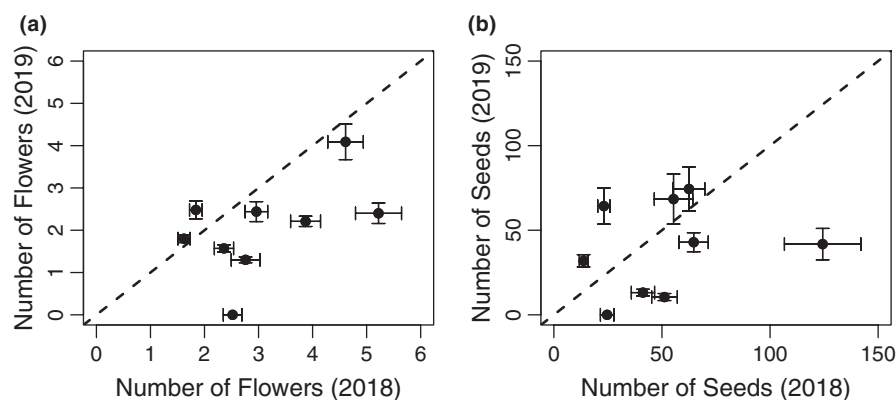 (a)
Number of Flowers (2019)
6
5
4
3
2
1
0
0 1 2 3 4 5 6
Number of Flowers (2018)
(b)
Number of Seeds (2019)
150
100
50
0
0 50 100 150
Number of Seeds (2018)